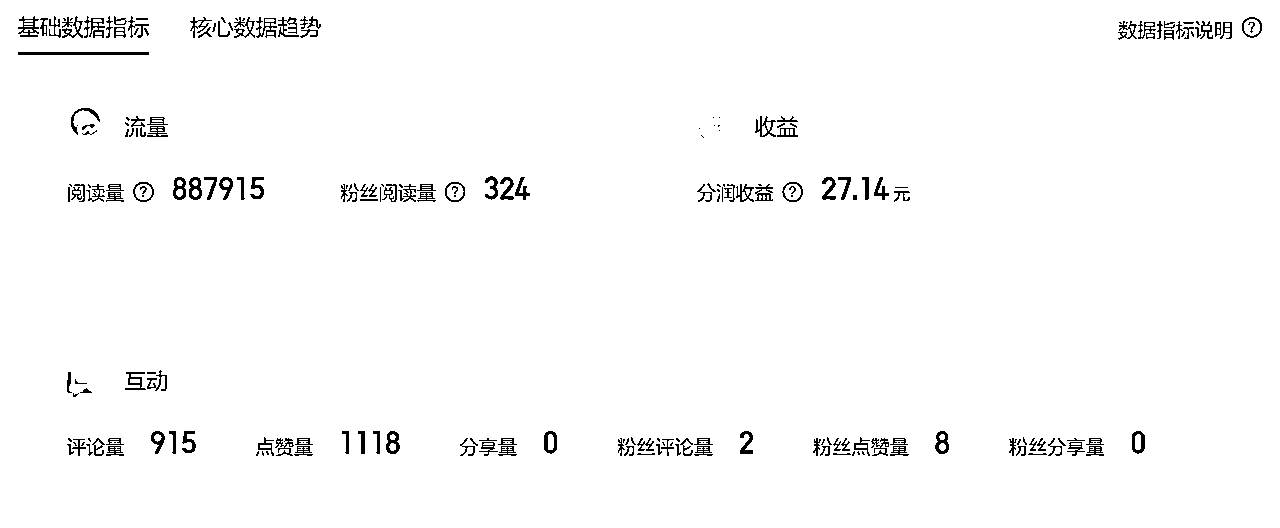 基础数据指标 核心数据趋势 数据指标说明 ?
流量 收益
阅读量 ? 887915 粉丝阅读量 ? 324 分润收益 ? 27.14 元
互动
评论量 915 点赞量 1118 分享量 0 粉丝评论量 2 粉丝点赞量 8 粉丝分享量 0